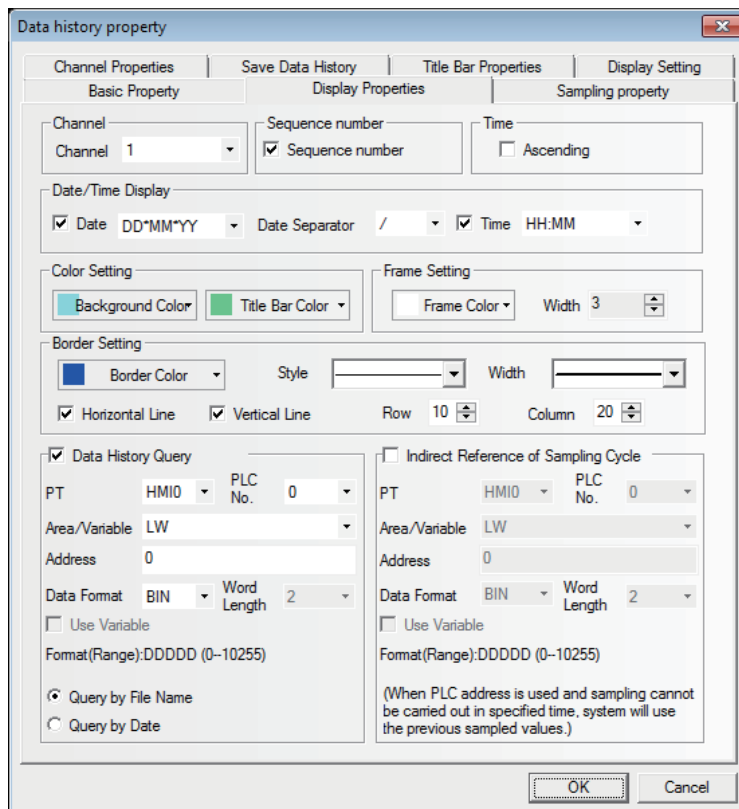 Data history property
Channel Properties Save Data History Title Bar Properties Display Setting
Basic Property Display Properties Sampling property
Channel Sequence number Time
Channel 1 Sequence number Ascending
Date/Time Display
Date DD*MM*YY Date Separator / Time HH:MM
Color Setting Frame Setting
Background Color Title Bar Color Frame Color Width 3
Border Setting
Border Color Style Width
Horizontal Line Vertical Line Row 10 Column 20
Data History Query Indirect Reference of Sampling Cycle
PT HMI0 PLC No. 0 PT HMI0 PLC No. 0
Area/Variable LW Area/Variable LW
Address 0 Address 0
Data Format BIN Word Length 2 Data Format BIN Word Length 2
Use Variable Use Variable
Format(Range):DDDDD (0--10255) Format(Range):DDDDD (0--10255)
Query by File Name
Query by Date
(When PLC address is used and sampling cannot
be carried out in specified time, system will use
the previous sampled values.)
OK Cancel